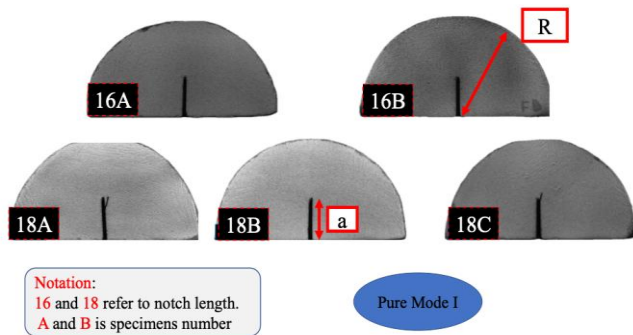 R
16A
16B
18A
18B
a
18C
Notation:
16 and 18 refer to notch length.
A and B is specimens number
Pure Mode I